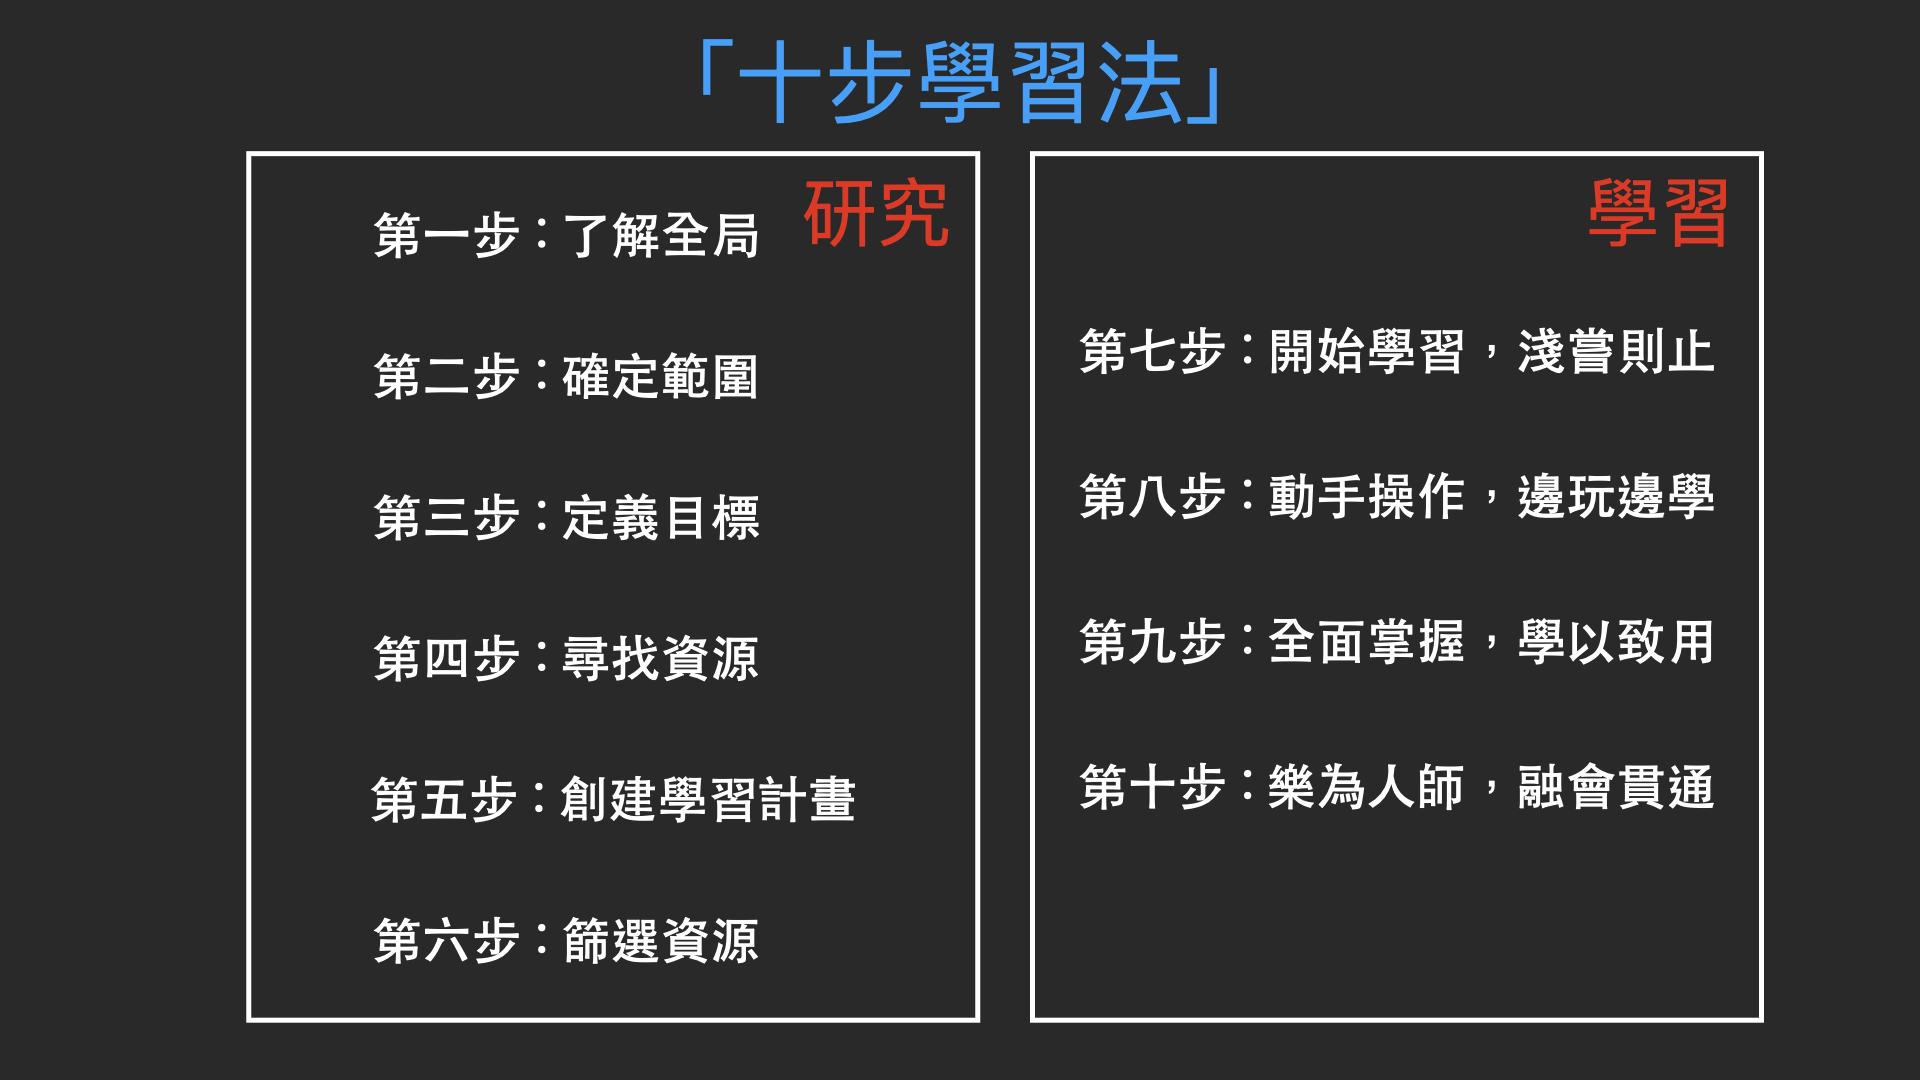 「十步學習法」
研究
第一步：了解全局
第二步：確定範圍
第三步：定義目標
第四步：尋找資源
第五步：創建學習計畫
第六步：篩選資源
學習
第七步：開始學習，淺嘗則止
第八步：動手操作，邊玩邊學
第九步：全面掌握，學以致用
第十步：樂為人師，融會貫通